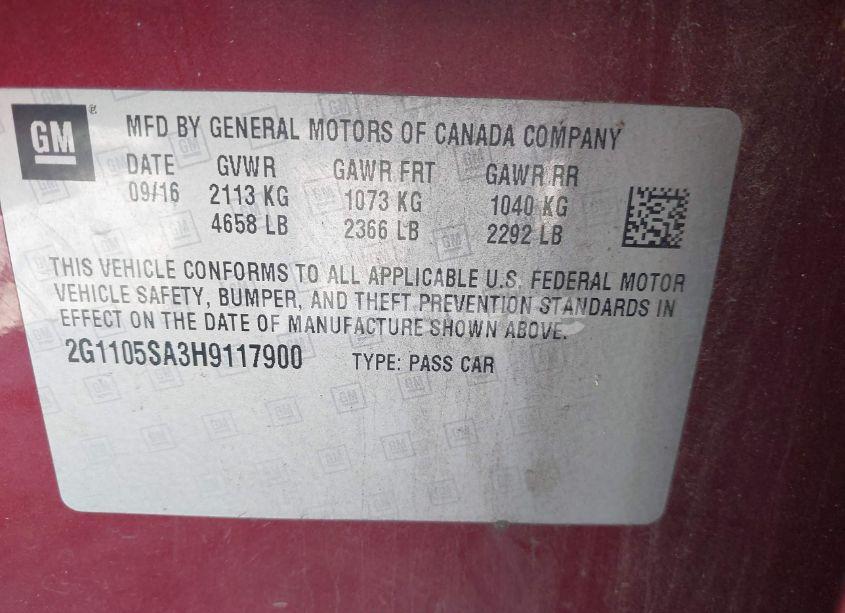 GM ®
MFD BY GENERAL MOTORS OF CANADA COMPANY
DATE GVWR GAWR FRT GAWR RR
09/16 2113 KG 1073 KG 1040 KG
4658 LB 2366 LB 2292 LB
THIS VEHICLE CONFORMS TO ALL APPLICABLE U.S. FEDERAL MOTOR
VEHICLE SAFETY, BUMPER, AND THEFT PREVENTION STANDARDS IN
EFFECT ON THE DATE OF MANUFACTURE SHOWN ABOVE.
2G1105SA3H9117900 TYPE: PASS CAR